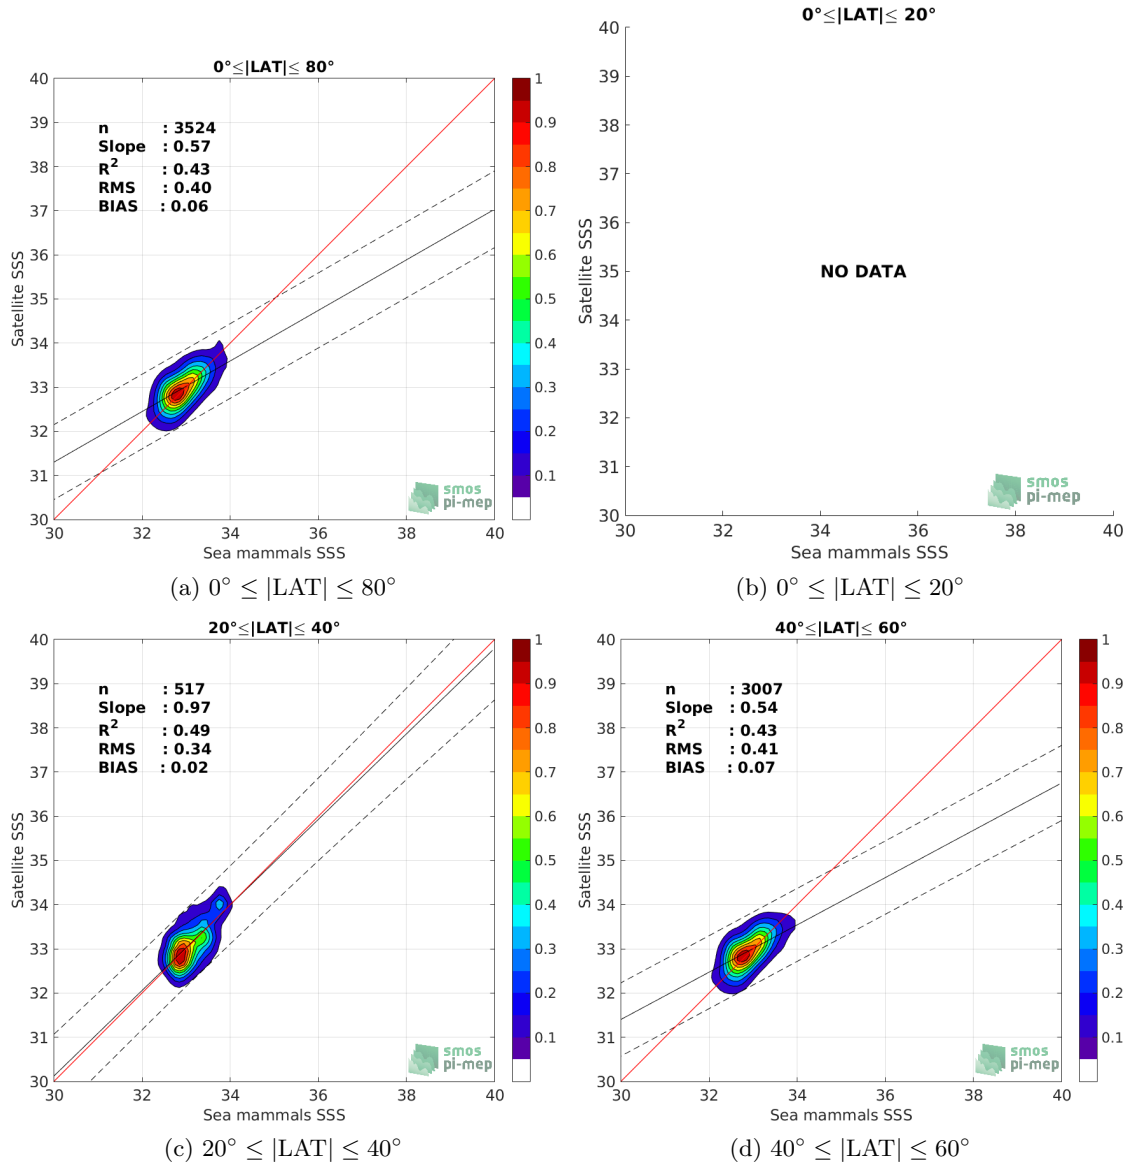 0°≤|LAT|≤ 80°
40
39
38
37
36
35
34
33
32
31
30
Satellite SSS
n : 3524
Slope : 0.57
R² : 0.43
RMS : 0.40
BIAS : 0.06
smos
pi-mep
30 32 34 36 38 40
Sea mammals SSS
1
0.9
0.8
0.7
0.6
0.5
0.4
0.3
0.2
0.1
(a) 0° ≤ |LAT| ≤ 80°
0°≤|LAT|≤ 20°
40
39
38
37
36
35
34
33
32
31
30
Satellite SSS
NO DATA
smos
pi-mep
30 32 34 36 38 40
Sea mammals SSS
(b) 0° ≤ |LAT| ≤ 20°
20°≤|LAT|≤ 40°
40
39
38
37
36
35
34
33
32
31
30
Satellite SSS
n : 517
Slope : 0.97
R² : 0.49
RMS : 0.34
BIAS : 0.02
smos
pi-mep
30 32 34 36 38 40
Sea mammals SSS
1
0.9
0.8
0.7
0.6
0.5
0.4
0.3
0.2
0.1
(c) 20° ≤ |LAT| ≤ 40°
40°≤|LAT|≤ 60°
40
39
38
37
36
35
34
33
32
31
30
Satellite SSS
n : 3007
Slope : 0.54
R² : 0.43
RMS : 0.41
BIAS : 0.07
smos
pi-mep
30 32 34 36 38 40
Sea mammals SSS
1
0.9
0.8
0.7
0.6
0.5
0.4
0.3
0.2
0.1
(d) 40° ≤ |LAT| ≤ 60°